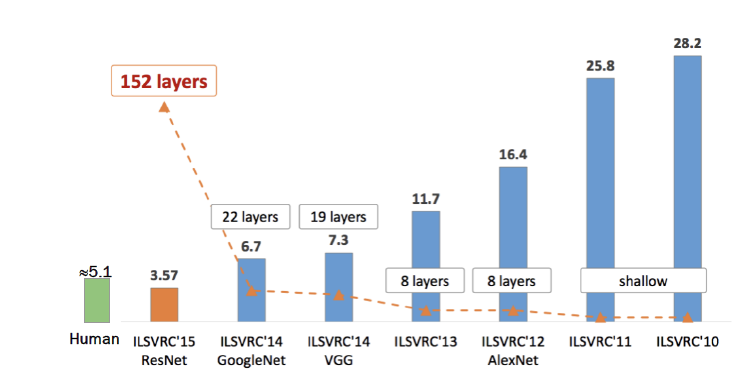 28.2
25.8
152 layers
16.4
11.7
22 layers
19 layers
6.7
7.3
≈5.1
3.57
8 layers
8 layers
shallow
Human
ILSVRC'15
ResNet
ILSVRC'14
GoogleNet
ILSVRC'14
VGG
ILSVRC'13
ILSVRC'12
AlexNet
ILSVRC'11
ILSVRC'10